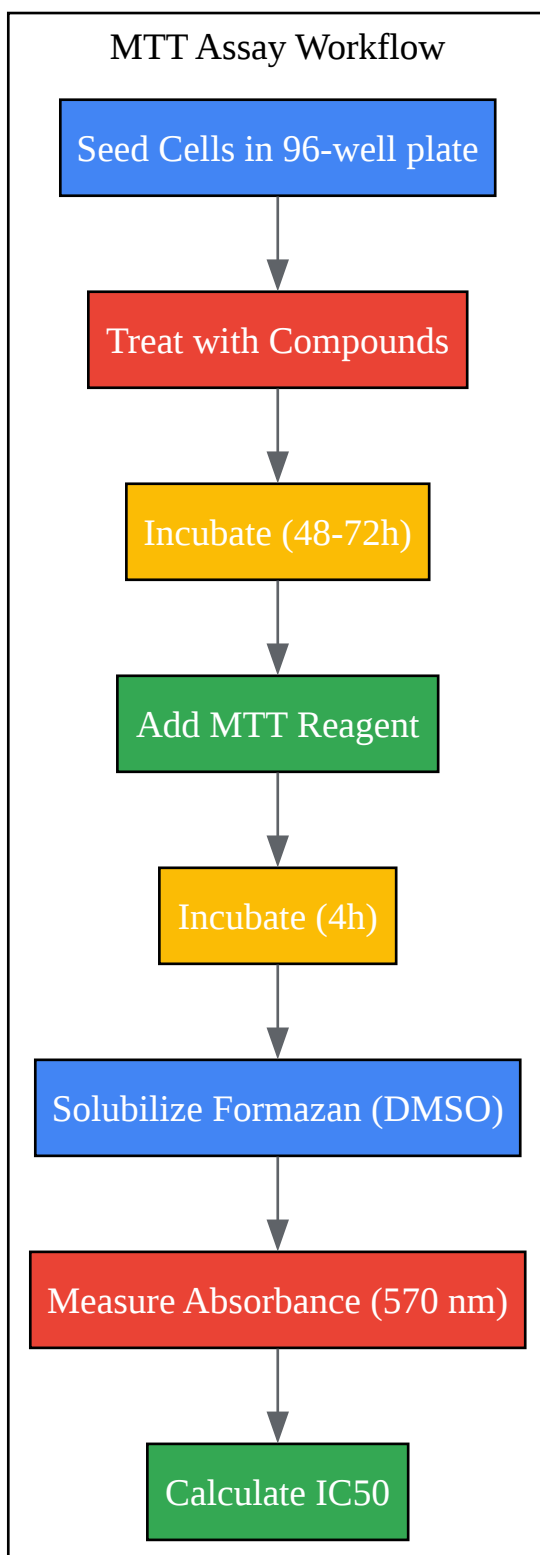 MTT Assay Workflow
Seed Cells in 96-well plate
Treat with Compounds
Incubate (48-72h)
Add MTT Reagent
Incubate (4h)
Solubilize Formazan (DMSO)
Measure Absorbance (570 nm)
Calculate IC50